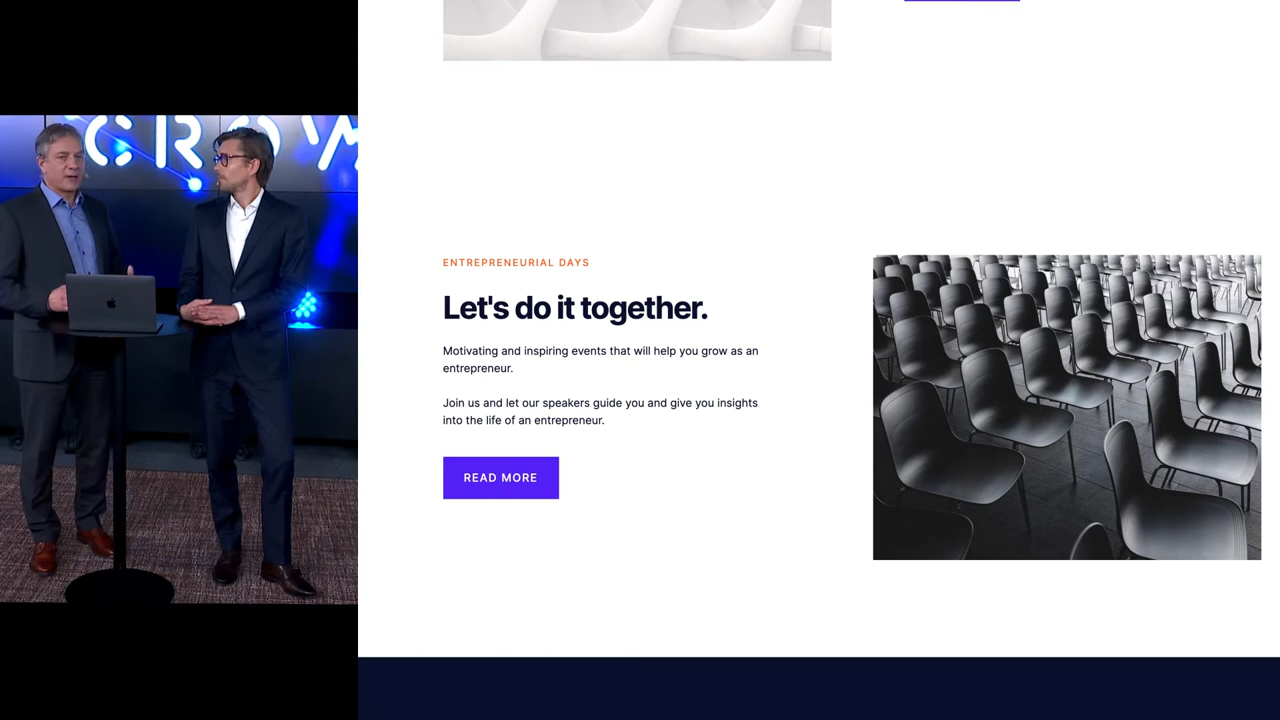 CROW
ENTREPRENEURIAL DAYS
Let's do it together.
Motivating and inspiring events that will help you grow as an
entrepreneur.
Join us and let our speakers guide you and give you insights
into the life of an entrepreneur.
READ MORE